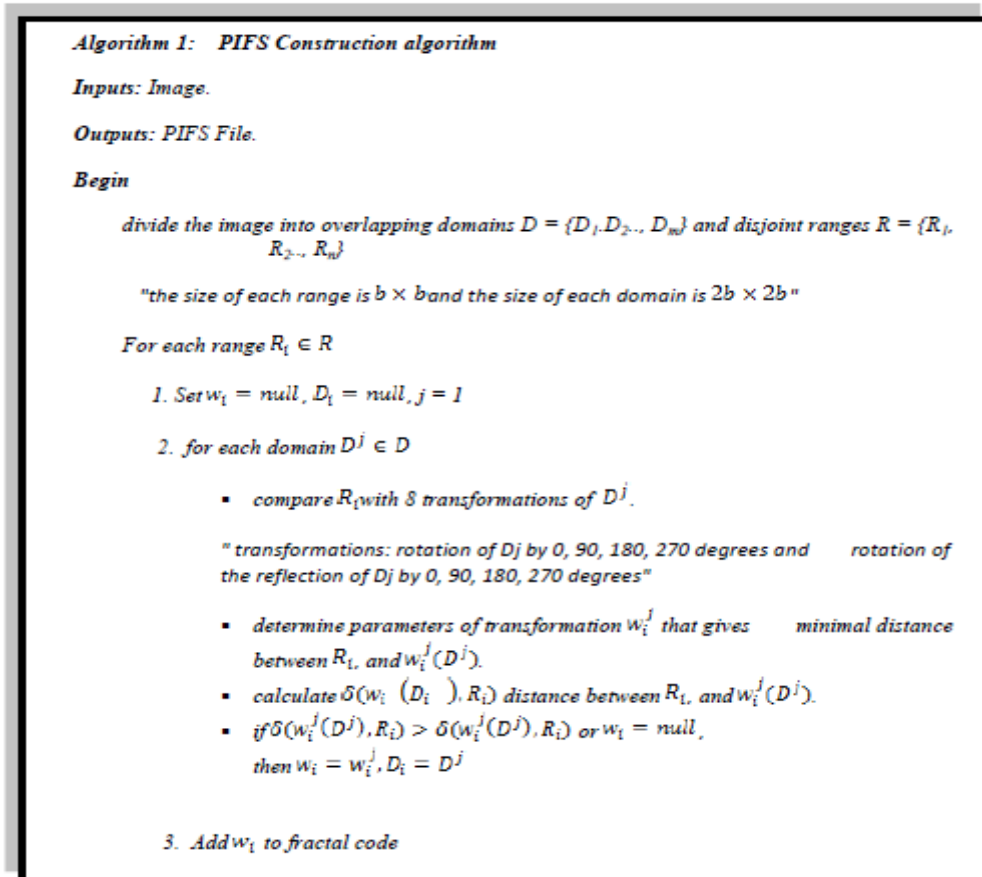 Algorithm 1: PIFS Construction algorithm
Inputs: Image.
Outputs: PIFS File.
Begin
divide the image into overlapping domains D = {D₁.D₂.., Dₘ} and disjoint ranges R = {R₁,
R₂.., Rₙ}
"the size of each range is b × b and the size of each domain is 2b × 2b"
For each range Rᵢ ∈ R
1. Set wᵢ = null, Dᵢ = null, j = 1
2. for each domain Dʲ ∈ D
▪ compare Rᵢ with 8 transformations of Dʲ.
" transformations: rotation of Dj by 0, 90, 180, 270 degrees and rotation of
the reflection of Dj by 0, 90, 180, 270 degrees"
▪ determine parameters of transformation wᵢʲ that gives minimal distance
between Rᵢ, and wᵢʲ(Dʲ).
▪ calculate δ(wᵢ (Dᵢ ), Rᵢ) distance between Rᵢ, and wᵢʲ(Dʲ).
▪ if δ(wᵢʲ(Dʲ), Rᵢ) > δ(wᵢʲ(Dʲ), Rᵢ) or wᵢ = null,
then wᵢ = wᵢʲ, Dᵢ = Dʲ
3. Add wᵢ to fractal code